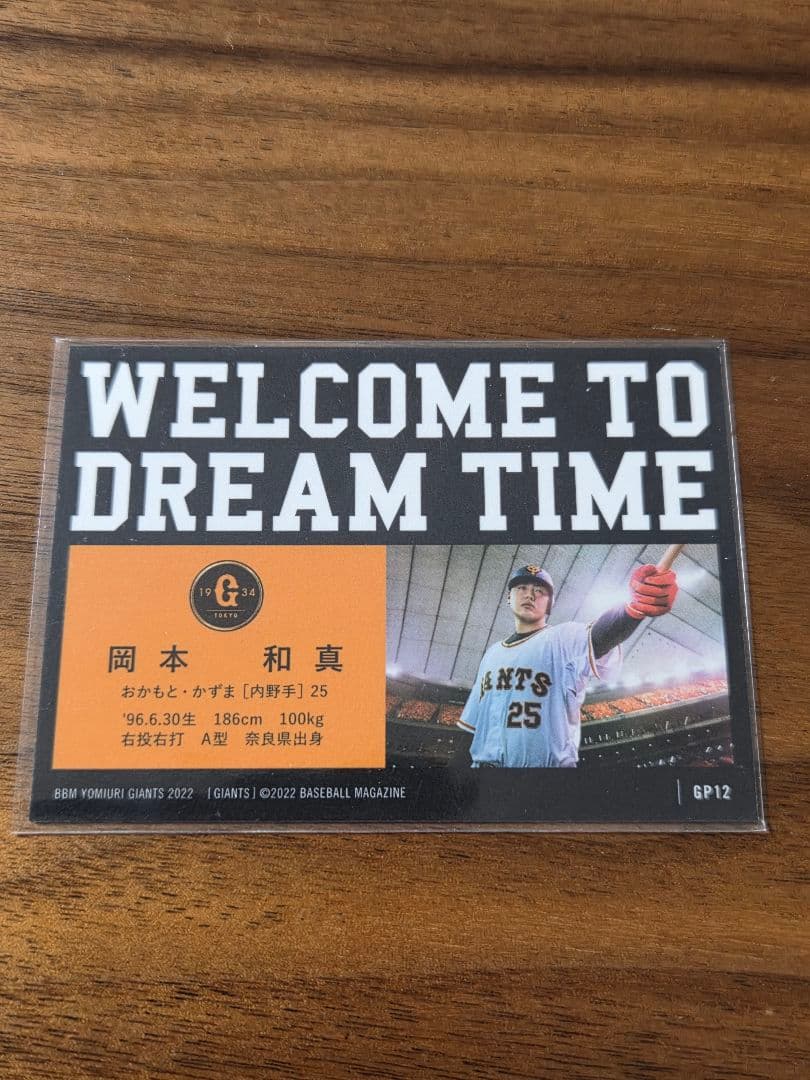 WELCOME TO
DREAM TIME
19 G 34
TOKYO
岡本 和真
おかもと・かずま [内野手] 25
'96.6.30生 186cm 100kg
右投右打 A型 奈良県出身
YG
GIANTS
25
BBM YOMIURI GIANTS 2022 [GIANTS] ©2022 BASEBALL MAGAZINE
GP12